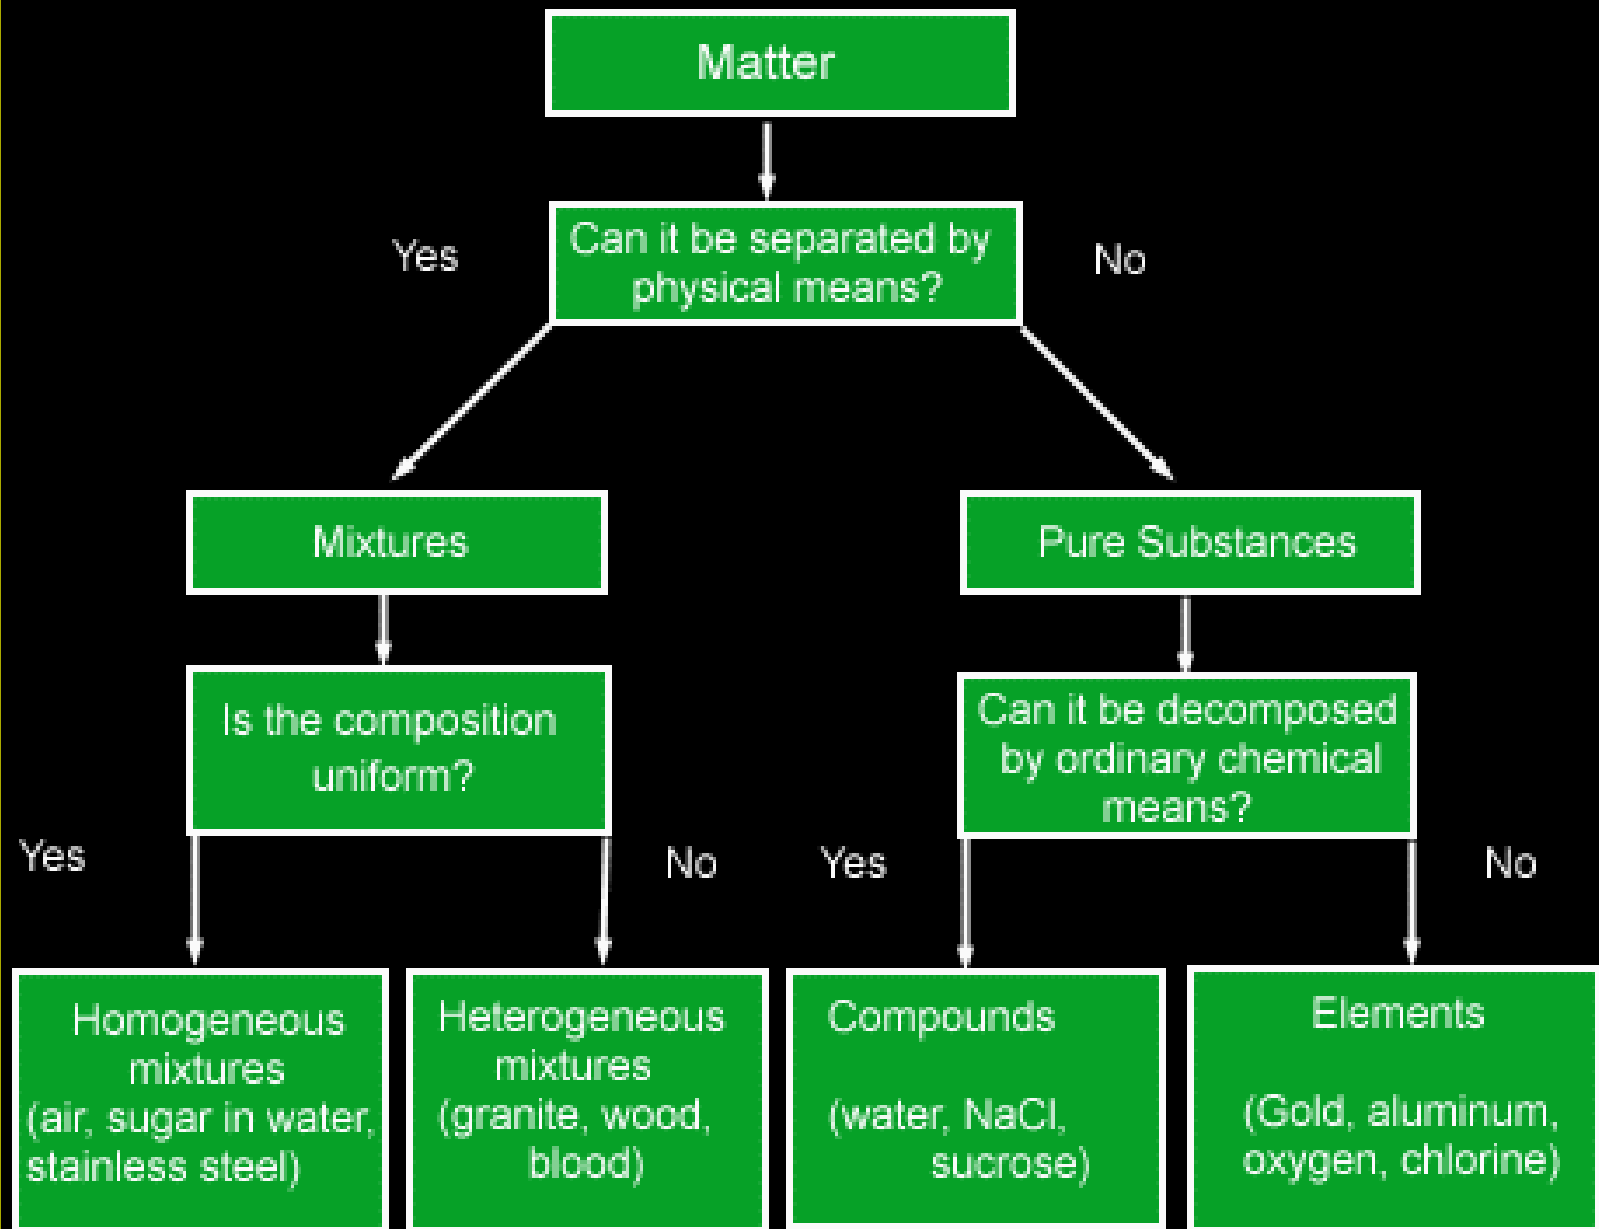 Matter
Can it be separated by
physical means?
Yes
No
Mixtures
Pure Substances
Is the composition
uniform?
Can it be decomposed
by ordinary chemical
means?
Yes
No
Yes
No
Homogeneous
mixtures
(air, sugar in water,
stainless steel)
Heterogeneous
mixtures
(granite, wood,
blood)
Compounds
(water, NaCl,
sucrose)
Elements
(Gold, aluminum,
oxygen, chlorine)